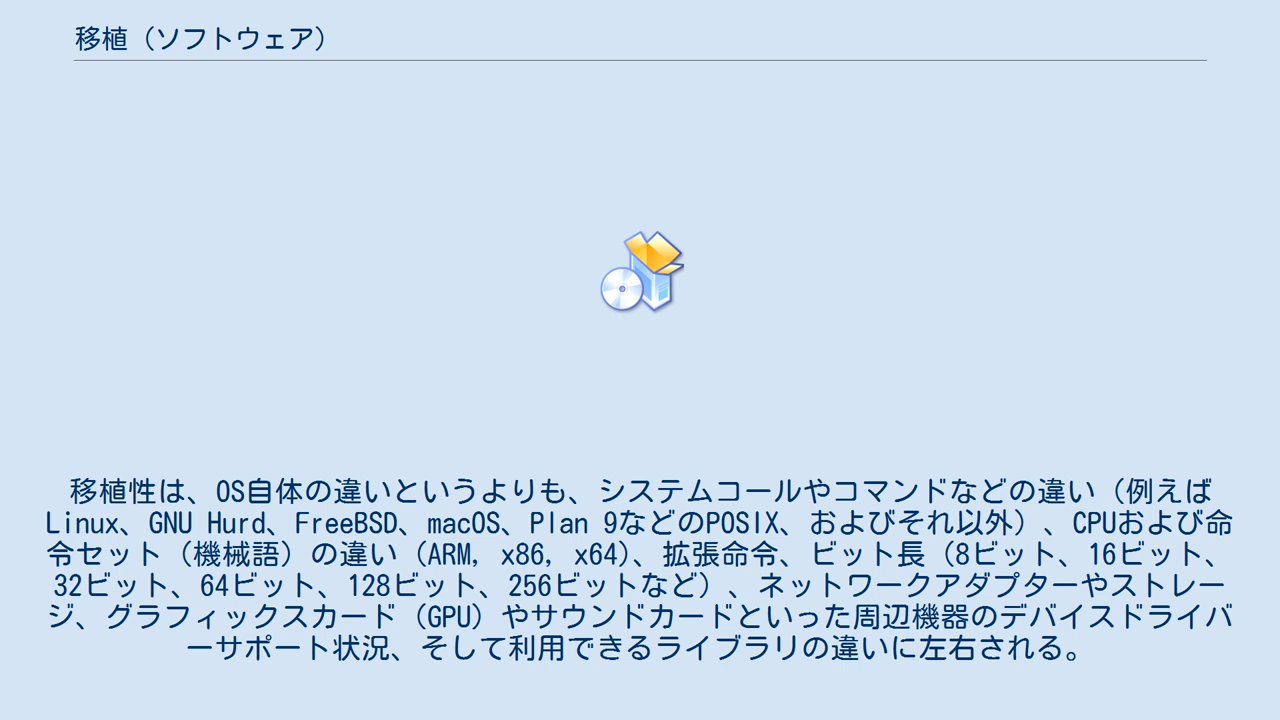 移植（ソフトウェア）
移植性は、OS自体の違いというよりも、システムコールやコマンドなどの違い（例えば
Linux、GNU Hurd、FreeBSD、macOS、Plan 9などのPOSIX、およびそれ以外）、CPUおよび命
令セット（機械語）の違い（ARM, x86, x64)、拡張命令、ビット長（8ビット、16ビット、
32ビット、64ビット、128ビット、256ビットなど）、ネットワークアダプターやストレー
ジ、グラフィックスカード（GPU）やサウンドカードといった周辺機器のデバイスドライバ
ーサポート状況、そして利用できるライブラリの違いに左右される。